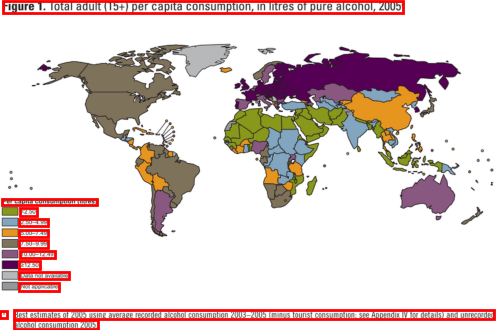 Figure 1. Total adult (15+) per capita consumption, in litres of pure alcohol, 2005
Per capita consumption (litres)
<2.50
2.50–4.99
5.00–7.49
7.50–9.99
10.00–12.49
≥12.50
Data not available
Not applicable
Best estimates of 2005 using average recorded alcohol consumption 2003–2005 (minus tourist consumption; see Appendix IV for details) and unrecorded
alcohol consumption 2005.